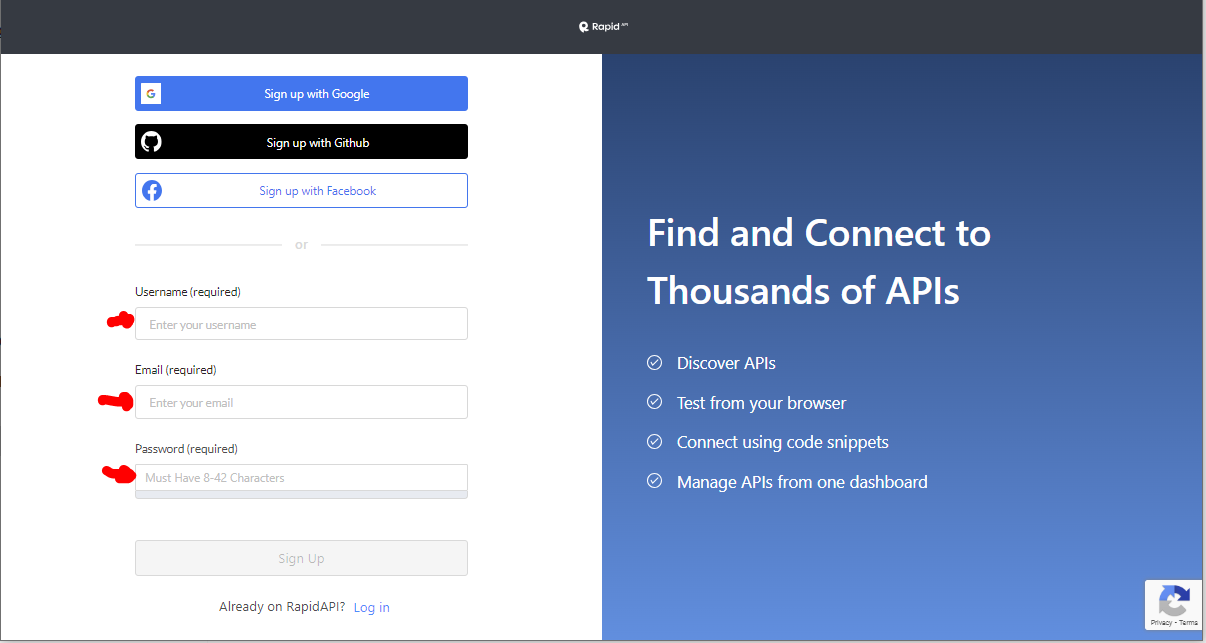 Rapid API
Sign up with Google
Sign up with Github
Sign up with Facebook
or
Username (required)
Enter your username
Email (required)
Enter your email
Password (required)
Must Have 8-42 Characters
Sign Up
Already on RapidAPI? Log in
Find and Connect to
Thousands of APIs
Discover APIs
Test from your browser
Connect using code snippets
Manage APIs from one dashboard
Privacy - Terms